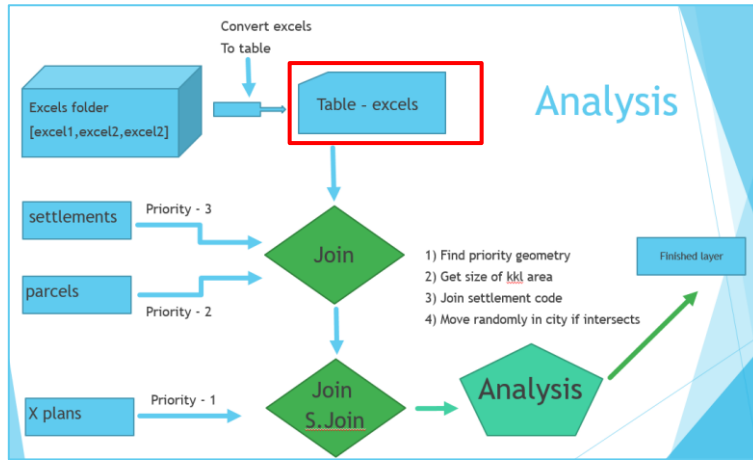 Convert excels
To table
Excels folder
[excel1,excel2,excel2]
Table - excels
Analysis
settlements
Priority - 3
Join
1) Find priority geometry
2) Get size of kkl area
3) Join settlement code
4) Move randomly in city if intersects
Finished layer
parcels
Priority - 2
X plans
Priority - 1
Join
S.Join
Analysis